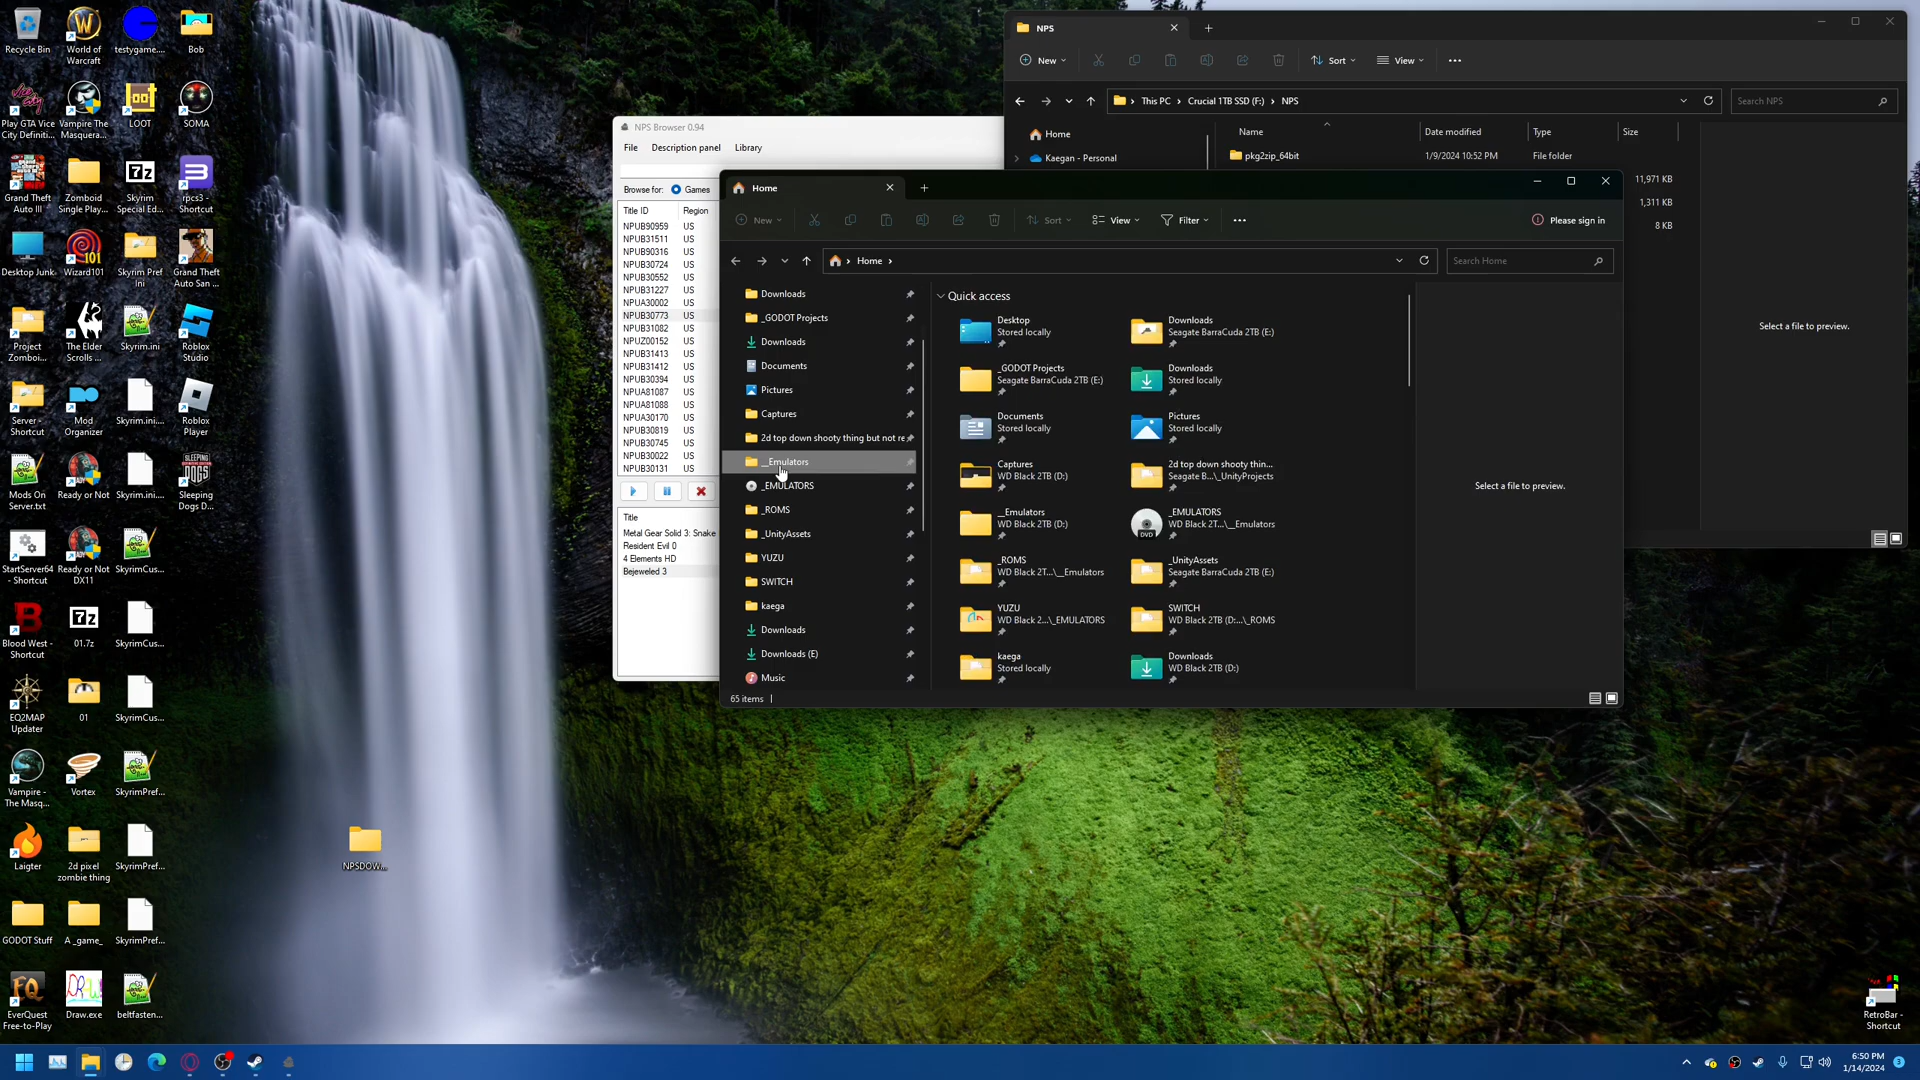 Recycle Bin
World of
Warcraft
testygame....
Bob
Play GTA Vice
City Definiti...
Vampire The
Masquera...
LOOT
SOMA
Grand Theft
Auto III
Zomboid
Single Play...
Skyrim
Special Ed...
rpcs3 -
Shortcut
Desktop Junk
Wizard101
Skyrim Pref
Ini
Grand Theft
Auto San ...
Project
Zomboi...
The Elder
Scrolls ...
Skyrim.ini
Roblox
Studio
Server -
Shortcut
Mod
Organizer
Skyrim.ini....
Roblox
Player
Mods On
Server.txt
Ready or Not
Skyrim.ini....
Sleeping
Dogs D...
StartServer64
- Shortcut
Ready or Not
DX11
SkyrimCus...
Blood West -
Shortcut
01.7z
SkyrimCus...
EQ2MAP
Updater
01
SkyrimCus...
Vampire -
The Masq...
Vortex
SkyrimPref...
Laigter
2d pixel
zombie thing
SkyrimPref...
GODOT Stuff
A _game_
SkyrimPref...
EverQuest
Free-to-Play
Draw.exe
beltfasten...
NPSDOW...
RetroBar -
Shortcut
NPS Browser 0.94
File Description panel Library
Browse for: Games
Title ID Region
NPUB90959 US
NPUB31511 US
NPUB90316 US
NPUB30724 US
NPUB30552 US
NPUB31227 US
NPUA30002 US
NPUB30773 US
NPUB31082 US
NPUZ00152 US
NPUB31413 US
NPUB31412 US
NPUB30394 US
NPUA81087 US
NPUA81088 US
NPUA30170 US
NPUB30819 US
NPUB30745 US
NPUB30022 US
NPUB30131 US
Title
Metal Gear Solid 3: Snake
Resident Evil 0
4 Elements HD
Bejeweled 3
NPS
New Sort View
This PC Crucial 1TB SSD (F:) NPS
Search NPS
Home
Kaegan - Personal
Name Date modified Type Size
pkg2zip_64bit 1/9/2024 10:52 PM File folder
11,971 KB
1,311 KB
8 KB
Select a file to preview.
Home
New Sort View Filter Please sign in
Home
Search Home
Downloads
_GODOT Projects
Downloads
Documents
Pictures
Captures
2d top down shooty thing but not re
__Emulators
_EMULATORS
_ROMS
_UnityAssets
YUZU
SWITCH
kaega
Downloads
Downloads (E)
Music
Quick access
Desktop
Stored locally
Downloads
Seagate BarraCuda 2TB (E:)
_GODOT Projects
Seagate BarraCuda 2TB (E:)
Downloads
Stored locally
Documents
Stored locally
Pictures
Stored locally
Captures
WD Black 2TB (D:)
2d top down shooty thin...
Seagate B...\_UnityProjects
__Emulators
WD Black 2TB (D:)
_EMULATORS
WD Black 2T...\__Emulators
_ROMS
WD Black 2T...\__Emulators
_UnityAssets
Seagate BarraCuda 2TB (E:)
YUZU
WD Black 2...\_EMULATORS
SWITCH
WD Black 2TB (D:...\_ROMS
kaega
Stored locally
Downloads
WD Black 2TB (D:)
Select a file to preview.
65 items
6:50 PM
1/14/2024
3